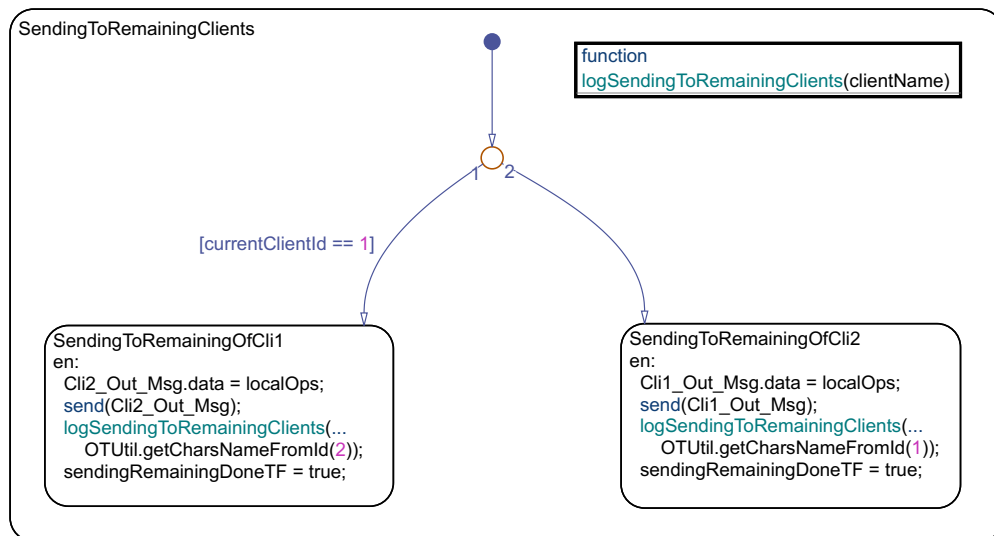 SendingToRemainingClients
function
logSendingToRemainingClients(clientName)
1
2
[currentClientId == 1]
SendingToRemainingOfCli1
en:
Cli2_Out_Msg.data = localOps;
send(Cli2_Out_Msg);
logSendingToRemainingClients(...
OTUtil.getCharsNameFromId(2));
sendingRemainingDoneTF = true;
SendingToRemainingOfCli2
en:
Cli1_Out_Msg.data = localOps;
send(Cli1_Out_Msg);
logSendingToRemainingClients(...
OTUtil.getCharsNameFromId(1));
sendingRemainingDoneTF = true;